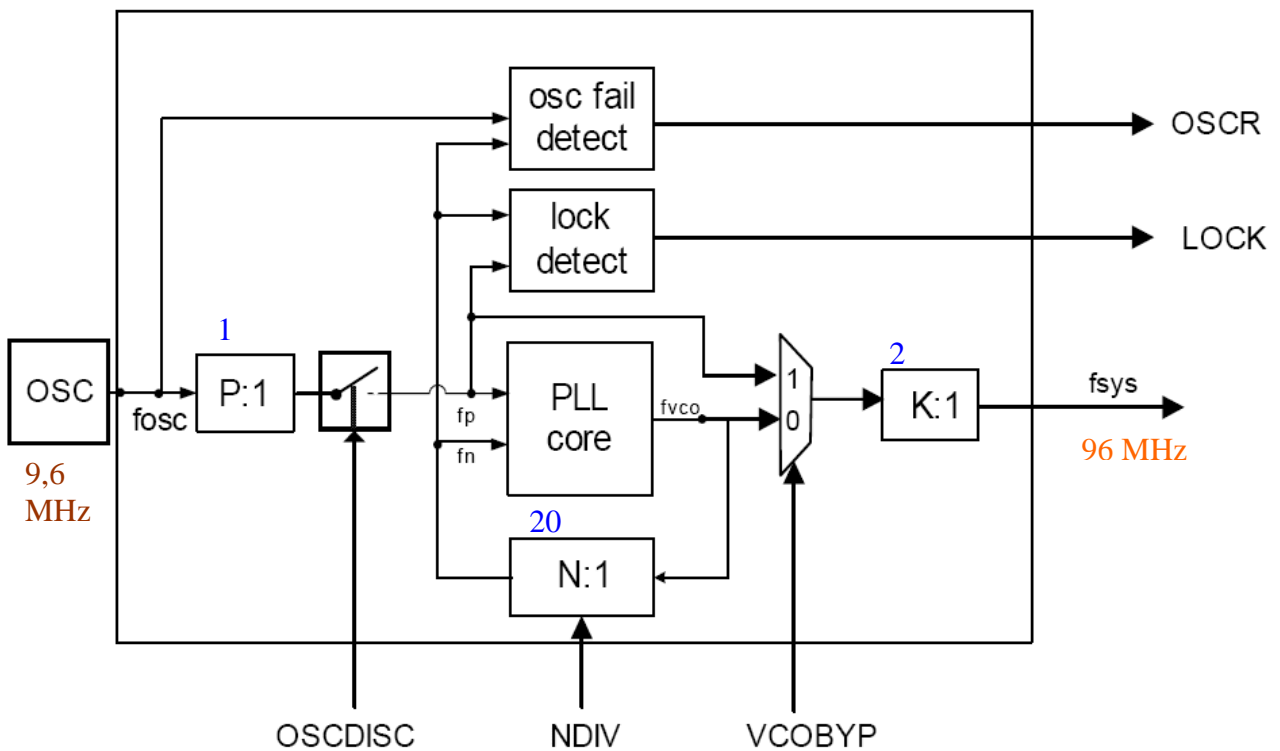 osc fail
detect
OSCR
lock
detect
LOCK
1
OSC
fosc
P:1
fp
fn
PLL
core
fvco
1
0
2
K:1
fsys
9,6
MHz
96 MHz
20
N:1
OSCDISC
NDIV
VCOBYP